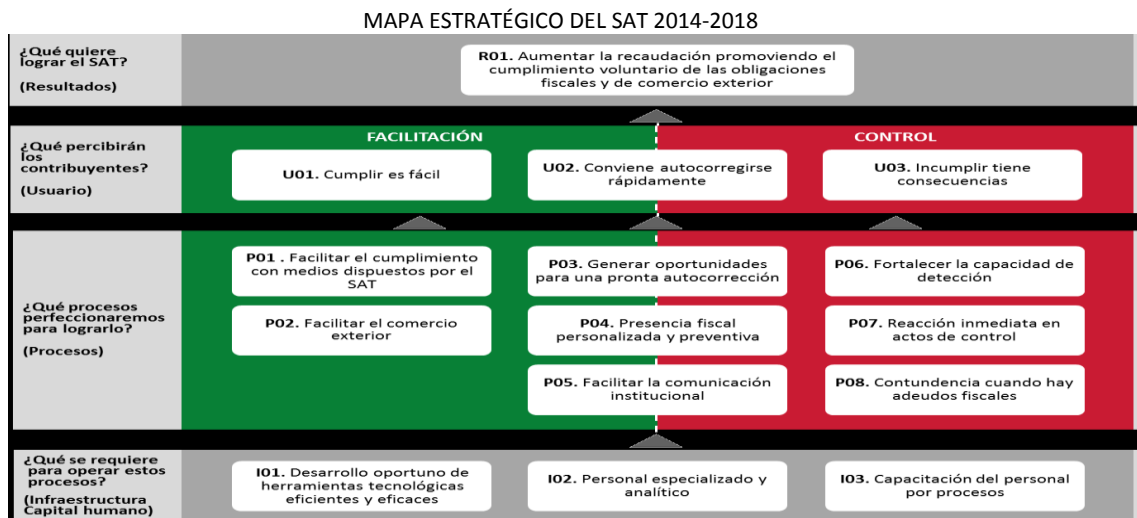 MAPA ESTRATÉGICO DEL SAT 2014-2018
¿Qué quiere
lograr el SAT?
(Resultados)
R01. Aumentar la recaudación promoviendo el
cumplimiento voluntario de las obligaciones
fiscales y de comercio exterior
¿Qué percibirán
los
contribuyentes?
(Usuario)
FACILITACIÓN
CONTROL
U01. Cumplir es fácil
U02. Conviene autocorregirse
rápidamente
U03. Incumplir tiene
consecuencias
¿Qué procesos
perfeccionaremos
para lograrlo?
(Procesos)
P01 . Facilitar el cumplimiento
con medios dispuestos por el
SAT
P02. Facilitar el comercio
exterior
P03. Generar oportunidades
para una pronta autocorrección
P04. Presencia fiscal
personalizada y preventiva
P05. Facilitar la comunicación
institucional
P06. Fortalecer la capacidad de
detección
P07. Reacción inmediata en
actos de control
P08. Contundencia cuando hay
adeudos fiscales
¿Qué se requiere
para operar estos
procesos?
(Infraestructura
Capital humano)
I01. Desarrollo oportuno de
herramientas tecnológicas
eficientes y eficaces
I02. Personal especializado y
analítico
I03. Capacitación del personal
por procesos